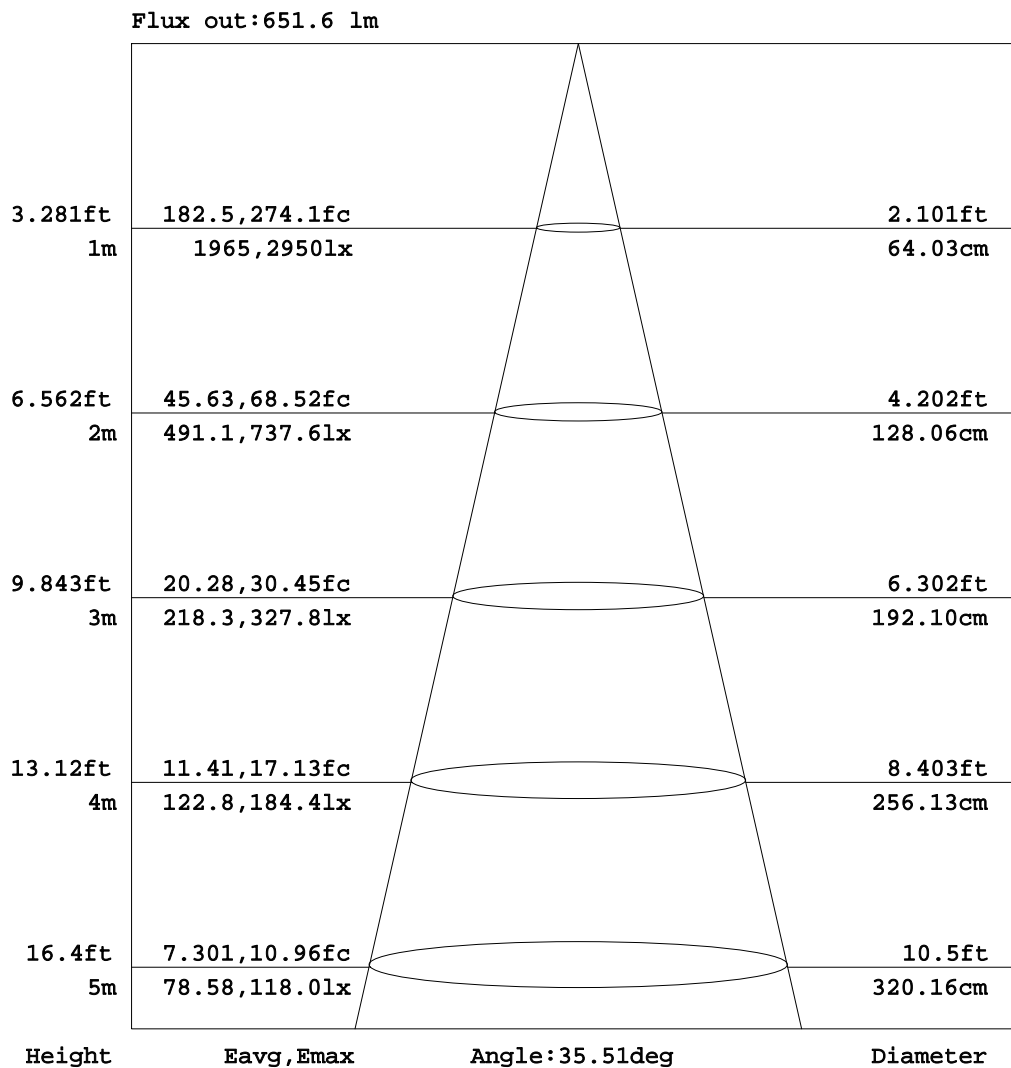 Flux out:651.6 lm
3.281ft 182.5,274.1fc 2.101ft
1m 1965,2950lx 64.03cm
6.562ft 45.63,68.52fc 4.202ft
2m 491.1,737.6lx 128.06cm
9.843ft 20.28,30.45fc 6.302ft
3m 218.3,327.8lx 192.10cm
13.12ft 11.41,17.13fc 8.403ft
4m 122.8,184.4lx 256.13cm
16.4ft 7.301,10.96fc 10.5ft
5m 78.58,118.0lx 320.16cm
Height Eavg,Emax Angle:35.51deg Diameter